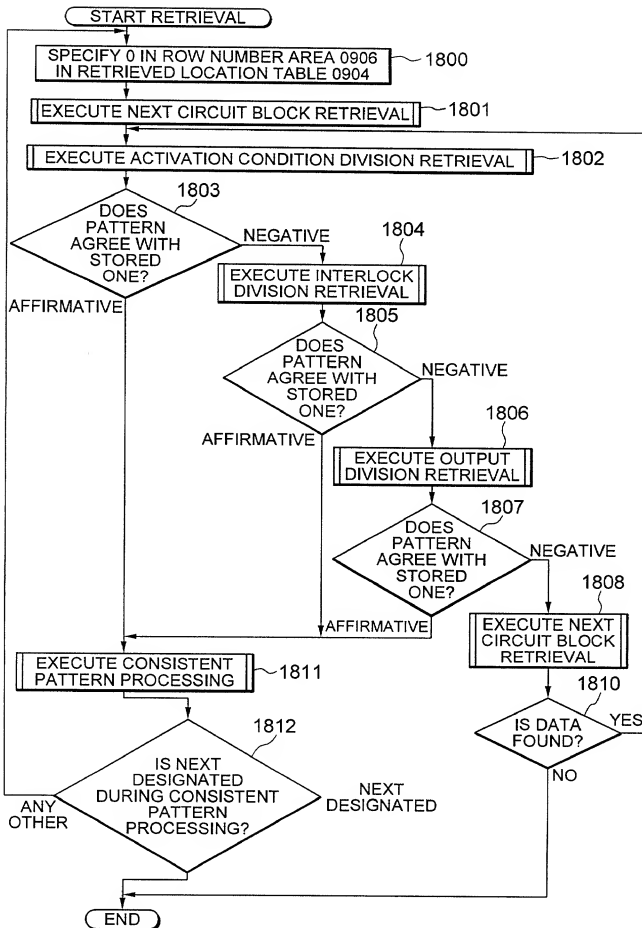 START RETRIEVAL
SPECIFY 0 IN ROW NUMBER AREA 0906
IN RETRIEVED LOCATION TABLE 0904
1800
EXECUTE NEXT CIRCUIT BLOCK RETRIEVAL
1801
EXECUTE ACTIVATION CONDITION DIVISION RETRIEVAL
1802
1803
DOES
PATTERN
AGREE WITH
STORED
ONE?
NEGATIVE
AFFIRMATIVE
1804
EXECUTE INTERLOCK
DIVISION RETRIEVAL
1805
DOES
PATTERN
AGREE WITH
STORED
ONE?
NEGATIVE
AFFIRMATIVE
1806
EXECUTE OUTPUT
DIVISION RETRIEVAL
1807
DOES
PATTERN
AGREE WITH
STORED
ONE?
NEGATIVE
AFFIRMATIVE
1808
EXECUTE NEXT
CIRCUIT BLOCK
RETRIEVAL
1810
IS DATA
FOUND?
YES
NO
EXECUTE CONSISTENT
PATTERN PROCESSING
1811
1812
IS NEXT
DESIGNATED
DURING CONSISTENT
PATTERN
PROCESSING?
ANY
OTHER
NEXT
DESIGNATED
END